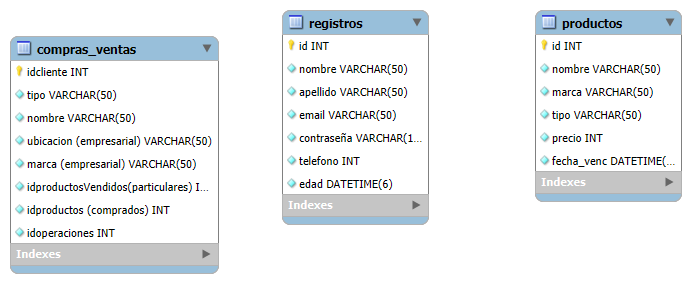 compras_ventas
idcliente INT
tipo VARCHAR(50)
nombre VARCHAR(50)
ubicacion (empresarial) VARCHAR(50)
marca (empresarial) VARCHAR(50)
idproductosVendidos(particulares) I...
idproductos (comprados) INT
idoperaciones INT
Indexes
registros
id INT
nombre VARCHAR(50)
apellido VARCHAR(50)
email VARCHAR(50)
contraseña VARCHAR(1...
telefono INT
edad DATETIME(6)
Indexes
productos
id INT
nombre VARCHAR(50)
marca VARCHAR(50)
tipo VARCHAR(50)
precio INT
fecha_venc DATETIME(...
Indexes